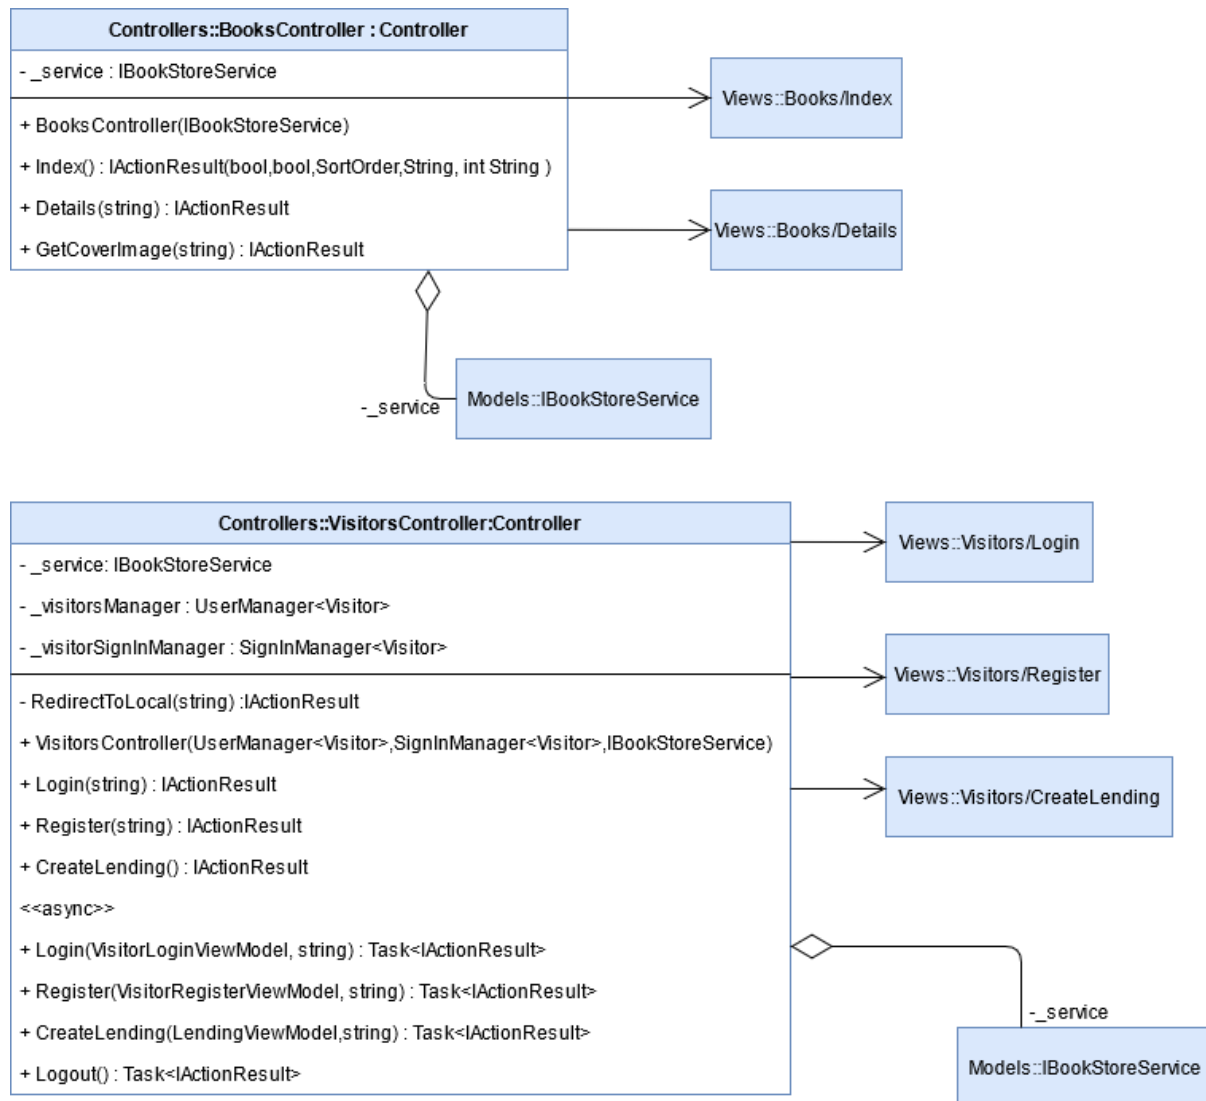 Controllers::BooksController : Controller
- _service : IBookStoreService
+ BooksController(IBookStoreService)
+ Index() : IActionResult(bool,bool,SortOrder,String, int String )
+ Details(string) : IActionResult
+ GetCoverImage(string) : IActionResult
Views::Books/Index
Views::Books/Details
-_service
Models::IBookStoreService
Controllers::VisitorsController:Controller
- _service: IBookStoreService
- _visitorsManager : UserManager<Visitor>
- _visitorSignInManager : SignInManager<Visitor>
- RedirectToLocal(string) :IActionResult
+ VisitorsController(UserManager<Visitor>,SignInManager<Visitor>,IBookStoreService)
+ Login(string) : IActionResult
+ Register(string) : IActionResult
+ CreateLending() : IActionResult
<<async>>
+ Login(VisitorLoginViewModel, string) : Task<IActionResult>
+ Register(VisitorRegisterViewModel, string) : Task<IActionResult>
+ CreateLending(LendingViewModel,string) : Task<IActionResult>
+ Logout() : Task<IActionResult>
Views::Visitors/Login
Views::Visitors/Register
Views::Visitors/CreateLending
-_service
Models::IBookStoreService